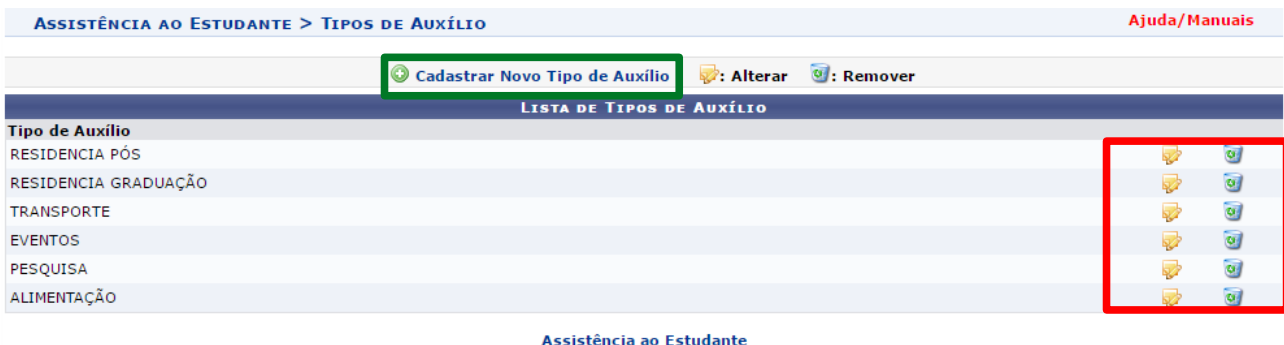 ASSISTÊNCIA AO ESTUDANTE > TIPOS DE AUXÍLIO Ajuda/Manuais
Cadastrar Novo Tipo de Auxílio : Alterar : Remover
LISTA DE TIPOS DE AUXÍLIO
Tipo de Auxílio
RESIDENCIA PÓS
RESIDENCIA GRADUAÇÃO
TRANSPORTE
EVENTOS
PESQUISA
ALIMENTAÇÃO
Assistência ao Estudante